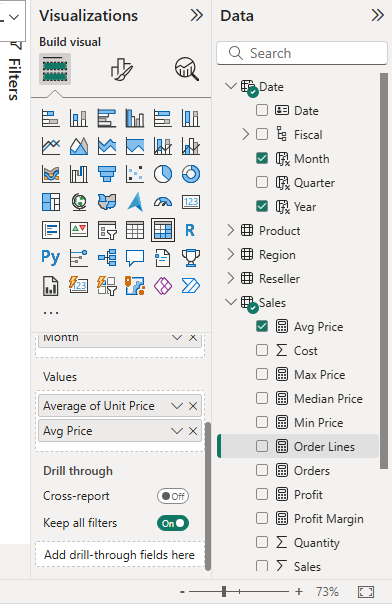 Filters
Visualizations
Build visual
123
R
Py
123
...
Month
Values
Average of Unit Price
Avg Price
Drill through
Cross-report
Off
Keep all filters
On
Add drill-through fields here
Data
Search
Date
Date
Fiscal
Month
Quarter
Year
Product
Region
Reseller
Sales
Avg Price
Cost
Max Price
Median Price
Min Price
Order Lines
Orders
Profit
Profit Margin
Quantity
Sales
- + 73%